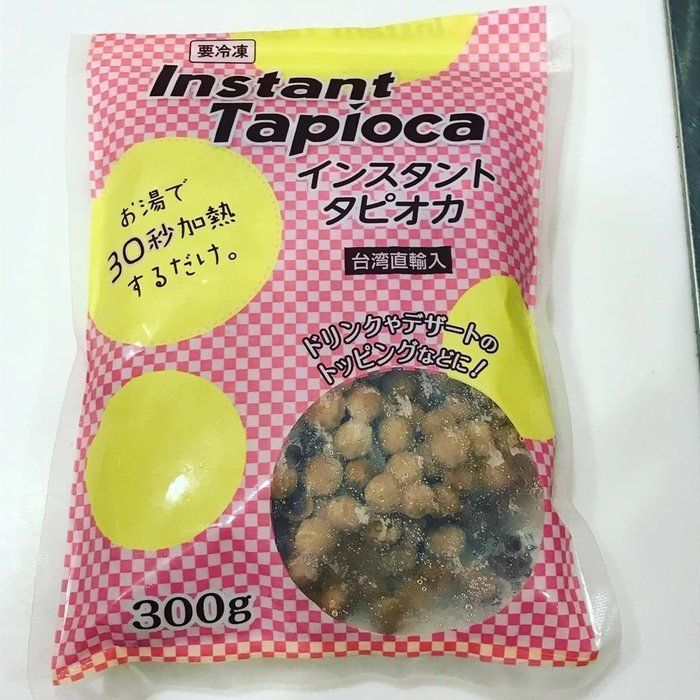 要冷凍
Instant
Tapioca
インスタント
タピオカ
お湯で
30秒加熱
するだけ。
台湾直輸入
ドリンクやデザートの
トッピングなどに!
300g